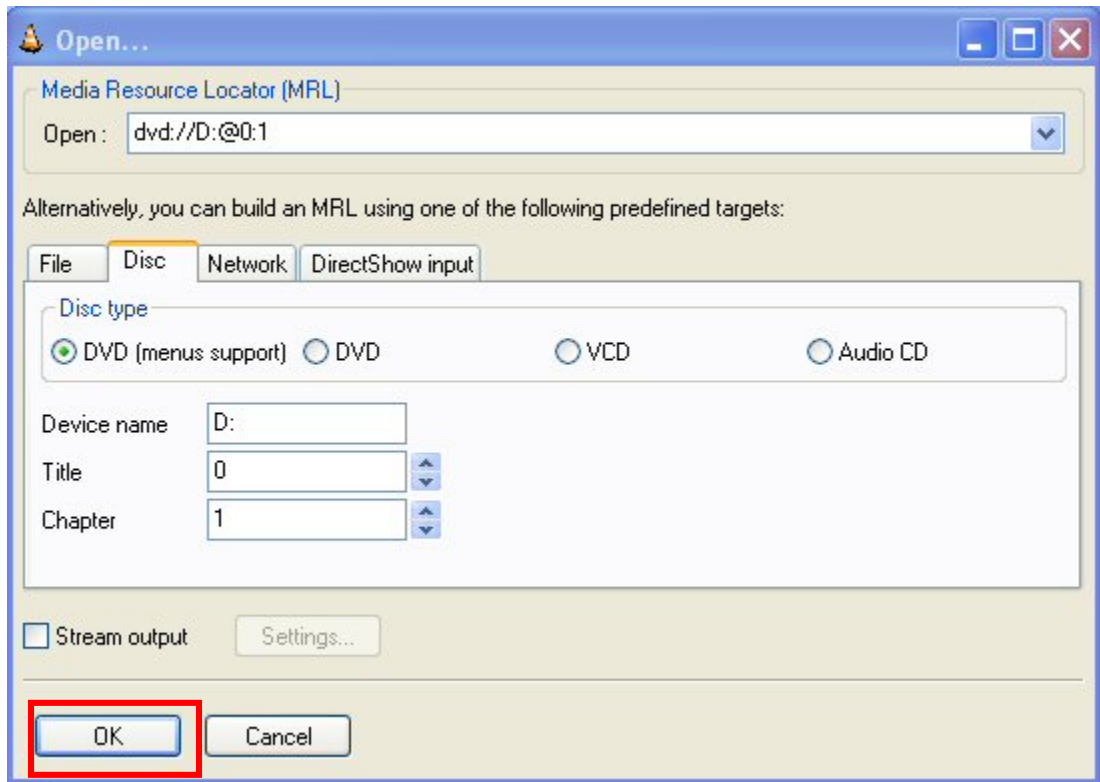 Open...
Media Resource Locator (MRL)
Open : dvd://D:@0:1
Alternatively, you can build an MRL using one of the following predefined targets:
File Disc Network DirectShow input
Disc type
DVD (menus support) DVD VCD Audio CD
Device name D:
Title 0
Chapter 1
Stream output Settings...
OK Cancel